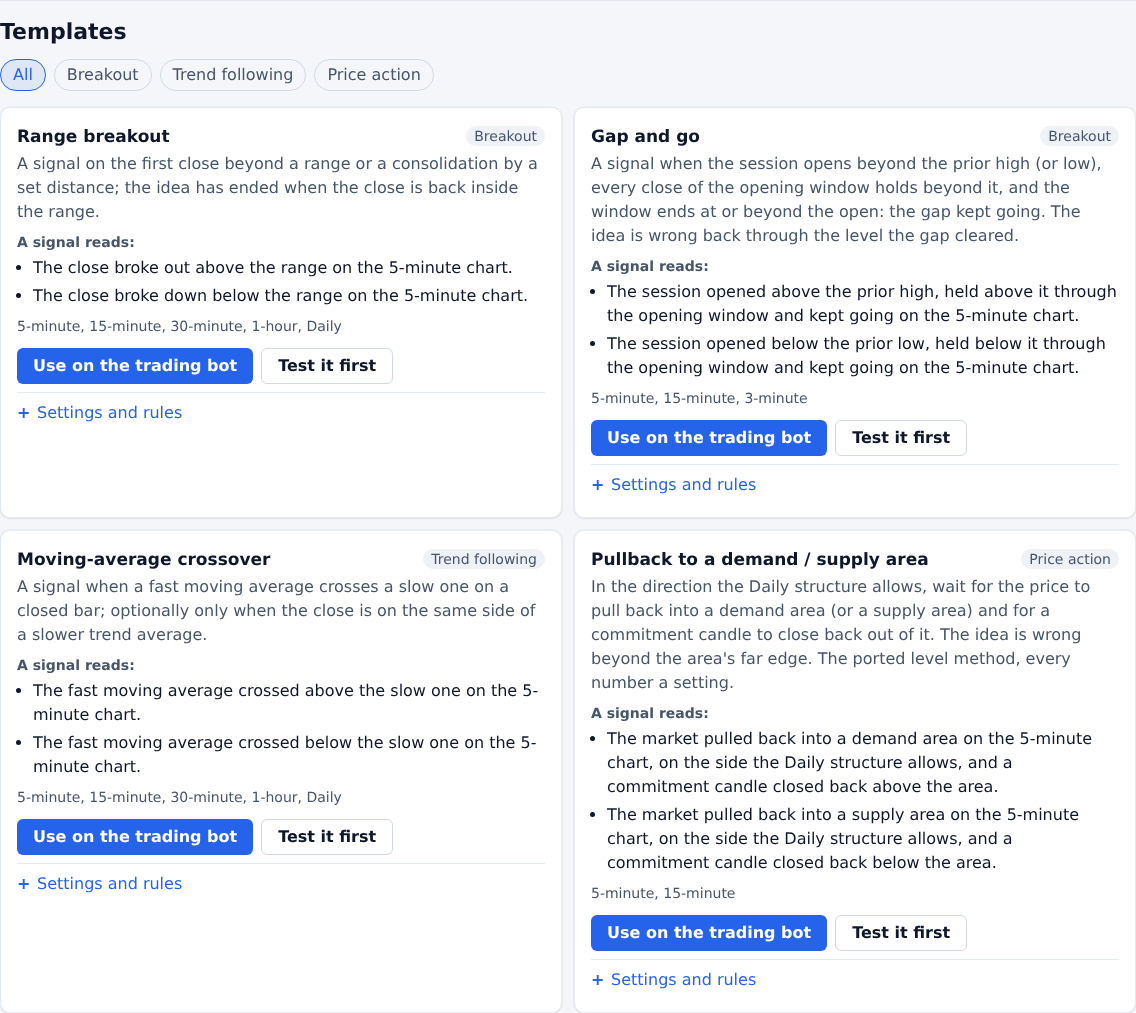 Templates
All
Breakout
Trend following
Price action
Range breakout
Breakout
A signal on the first close beyond a range or a consolidation by a
set distance; the idea has ended when the close is back inside
the range.
A signal reads:
• The close broke out above the range on the 5-minute chart.
• The close broke down below the range on the 5-minute chart.
5-minute, 15-minute, 30-minute, 1-hour, Daily
Use on the trading bot
Test it first
+ Settings and rules
Gap and go
Breakout
A signal when the session opens beyond the prior high (or low),
every close of the opening window holds beyond it, and the
window ends at or beyond the open: the gap kept going. The
idea is wrong back through the level the gap cleared.
A signal reads:
• The session opened above the prior high, held above it through
the opening window and kept going on the 5-minute chart.
• The session opened below the prior low, held below it through
the opening window and kept going on the 5-minute chart.
5-minute, 15-minute, 3-minute
Use on the trading bot
Test it first
+ Settings and rules
Moving-average crossover
Trend following
A signal when a fast moving average crosses a slow one on a
closed bar; optionally only when the close is on the same side of
a slower trend average.
A signal reads:
• The fast moving average crossed above the slow one on the 5-
minute chart.
• The fast moving average crossed below the slow one on the 5-
minute chart.
5-minute, 15-minute, 30-minute, 1-hour, Daily
Use on the trading bot
Test it first
+ Settings and rules
Pullback to a demand / supply area
Price action
In the direction the Daily structure allows, wait for the price to
pull back into a demand area (or a supply area) and for a
commitment candle to close back out of it. The idea is wrong
beyond the area's far edge. The ported level method, every
number a setting.
A signal reads:
• The market pulled back into a demand area on the 5-minute
chart, on the side the Daily structure allows, and a
commitment candle closed back above the area.
• The market pulled back into a supply area on the 5-minute
chart, on the side the Daily structure allows, and a
commitment candle closed back below the area.
5-minute, 15-minute
Use on the trading bot
Test it first
+ Settings and rules